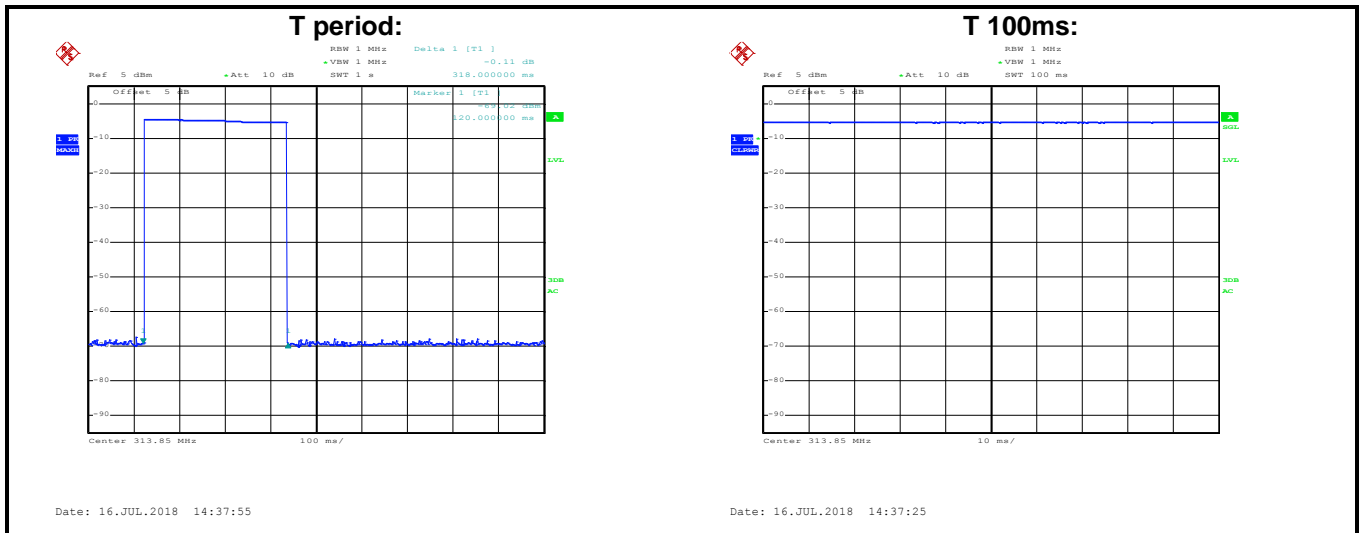 T period:
RBW 1 MHz Delta 1 [T1 ]
VBW 1 MHz -0.11 dB
Ref 5 dBm Att 10 dB SWT 1 s 318.000000 ms
Offset 5 dB Marker 1 [T1 ]
-69.02 dBm
120.000000 ms
0
A
1 PK
MAXH
-10
LVL
-20
-30
-40
-50
3DB
AC
-60
1 1
-70
-80
-90
Center 313.85 MHz 100 ms/
Date: 16.JUL.2018 14:37:55
T 100ms:
RBW 1 MHz
VBW 1 MHz
Ref 5 dBm Att 10 dB SWT 100 ms
Offset 5 dB
0
A
SGL
1 PK
CLRWR
-10
LVL
-20
-30
-40
-50
3DB
AC
-60
-70
-80
-90
Center 313.85 MHz 10 ms/
Date: 16.JUL.2018 14:37:25